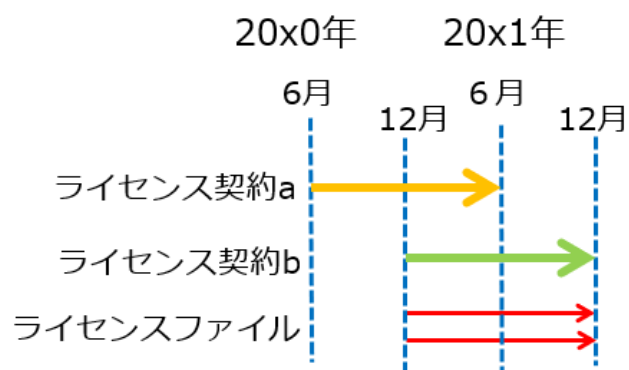 20x0年 20x1年
6月 6月
12月 12月
ライセンス契約a
ライセンス契約b
ライセンスファイル